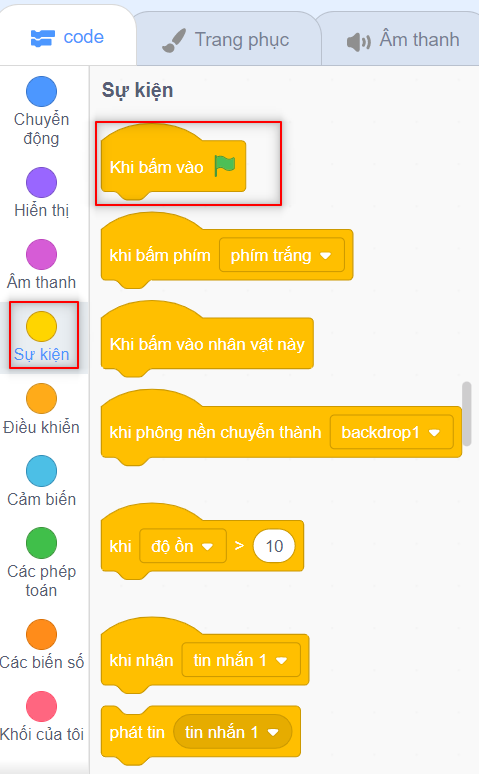 code
Trang phục
Âm thanh
Chuyển
động
Hiển thị
Âm thanh
Sự kiện
Điều khiển
Cảm biến
Các phép
toán
Các biến số
Khối của tôi
Sự kiện
Khi bấm vào
khi bấm phím phím trắng
Khi bấm vào nhân vật này
khi phông nền chuyển thành backdrop1
khi độ ồn > 10
khi nhận tin nhắn 1
phát tin tin nhắn 1